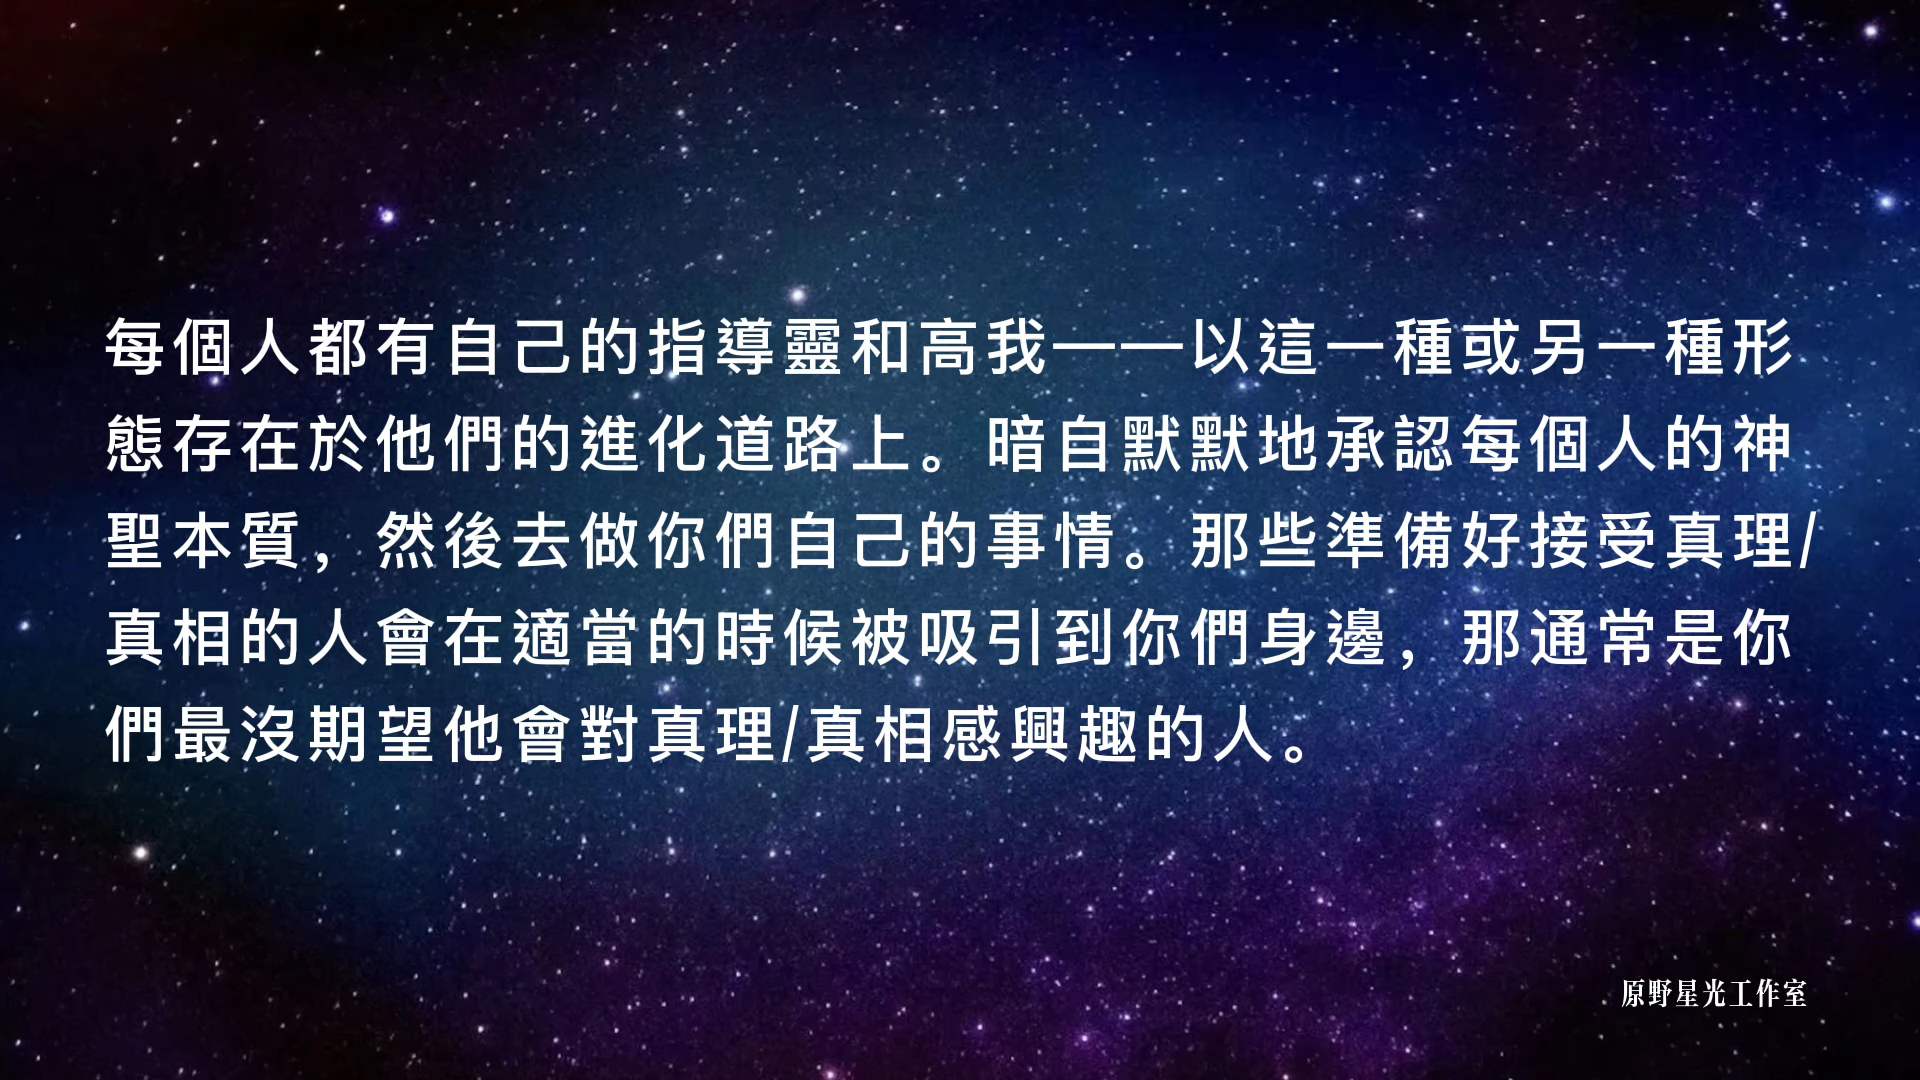 每個人都有自己的指導靈和高我——以這一種或另一種形
態存在於他們的進化道路上。暗自默默地承認每個人的神
聖本質，然後去做你們自己的事情。那些準備好接受真理/
真相的人會在適當的時候被吸引到你們身邊，那通常是你
們最沒期望他會對真理/真相感興趣的人。
原野星光工作室